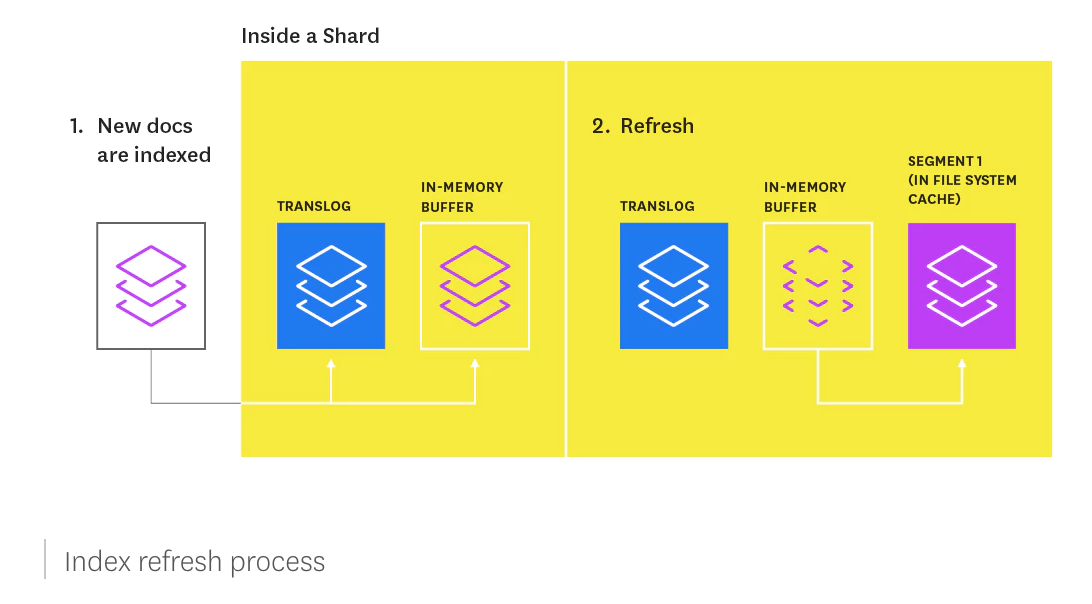 Inside a Shard
1. New docs
are indexed
TRANSLOG
IN-MEMORY
BUFFER
2. Refresh
TRANSLOG
IN-MEMORY
BUFFER
SEGMENT 1
(IN FILE SYSTEM
CACHE)
Index refresh process